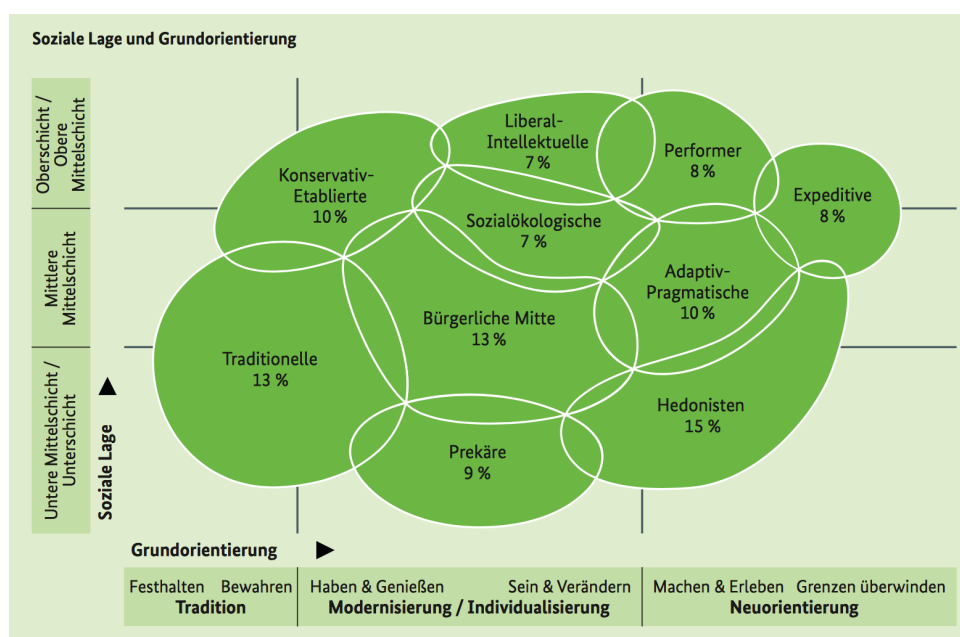 Soziale Lage und Grundorientierung
Oberschicht /
Obere
Mittelschicht
Mittlere
Mittelschicht
Untere Mittelschicht /
Unterschicht
Soziale Lage
Konservativ-
Etablierte
10 %
Liberal-
Intellektuelle
7 %
Performer
8 %
Expeditive
8 %
Sozialökologische
7 %
Adaptiv-
Pragmatische
10 %
Bürgerliche Mitte
13 %
Traditionelle
13 %
Hedonisten
15 %
Prekäre
9 %
Grundorientierung
Festhalten Bewahren
Tradition
Haben & Genießen Sein & Verändern
Modernisierung / Individualisierung
Machen & Erleben Grenzen überwinden
Neuorientierung